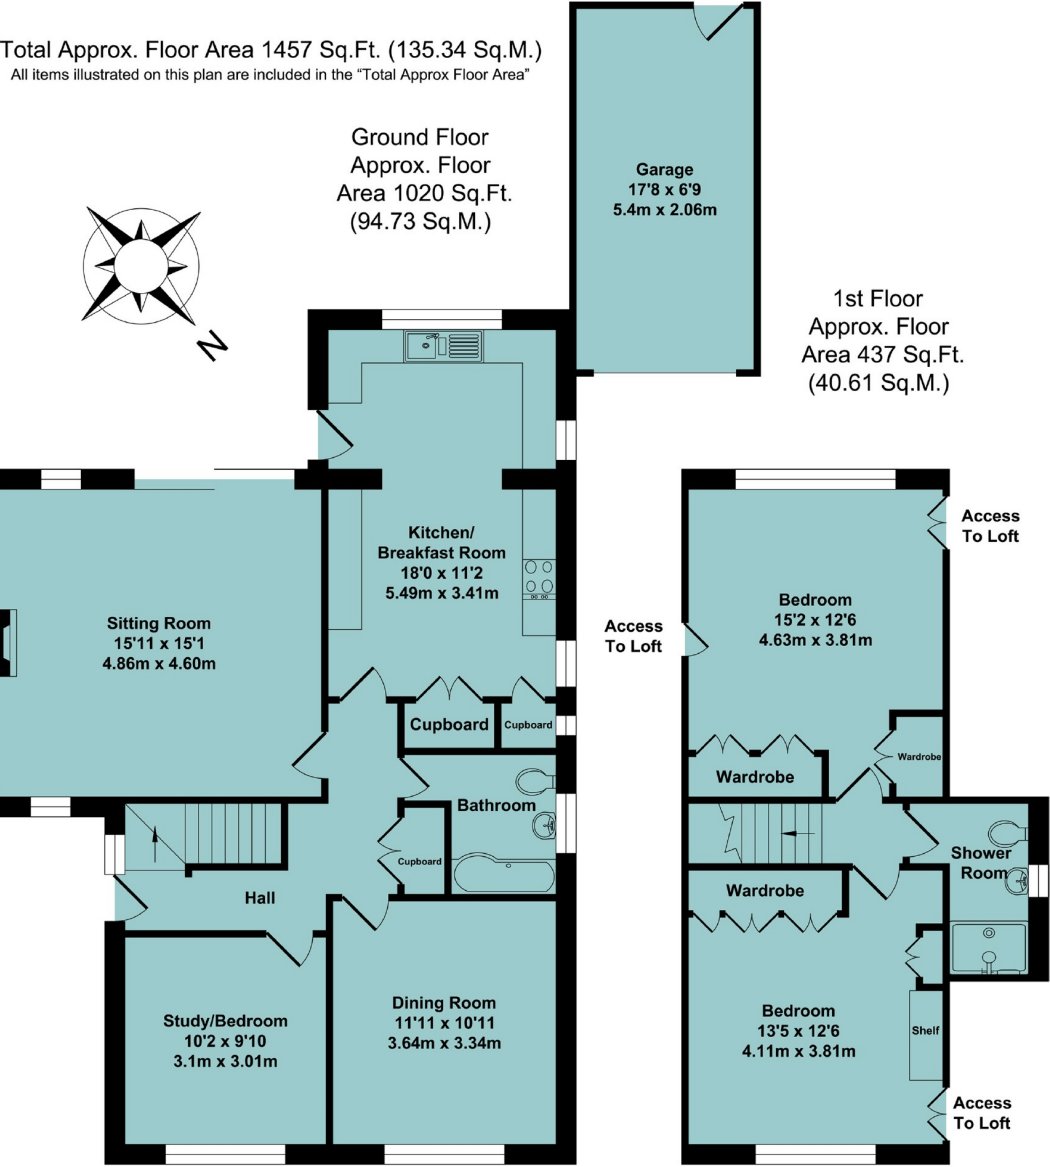 Total Approx. Floor Area 1457 Sq.Ft. (135.34 Sq.M.)
All items illustrated on this plan are included in the “Total Approx Floor Area”
Ground Floor
Approx. Floor
Area 1020 Sq.Ft.
(94.73 Sq.M.)
Garage
17'8 x 6'9
5.4m x 2.06m
N
1st Floor
Approx. Floor
Area 437 Sq.Ft.
(40.61 Sq.M.)
Kitchen/
Breakfast Room
18'0 x 11'2
5.49m x 3.41m
Sitting Room
15'11 x 15'1
4.86m x 4.60m
Cupboard
Cupboard
Bathroom
Cupboard
Hall
Study/Bedroom
10'2 x 9'10
3.1m x 3.01m
Dining Room
11'11 x 10'11
3.64m x 3.34m
Access
To Loft
Bedroom
15'2 x 12'6
4.63m x 3.81m
Access
To Loft
Wardrobe
Wardrobe
Shower
Room
Wardrobe
Bedroom
13'5 x 12'6
4.11m x 3.81m
Shelf
Access
To Loft